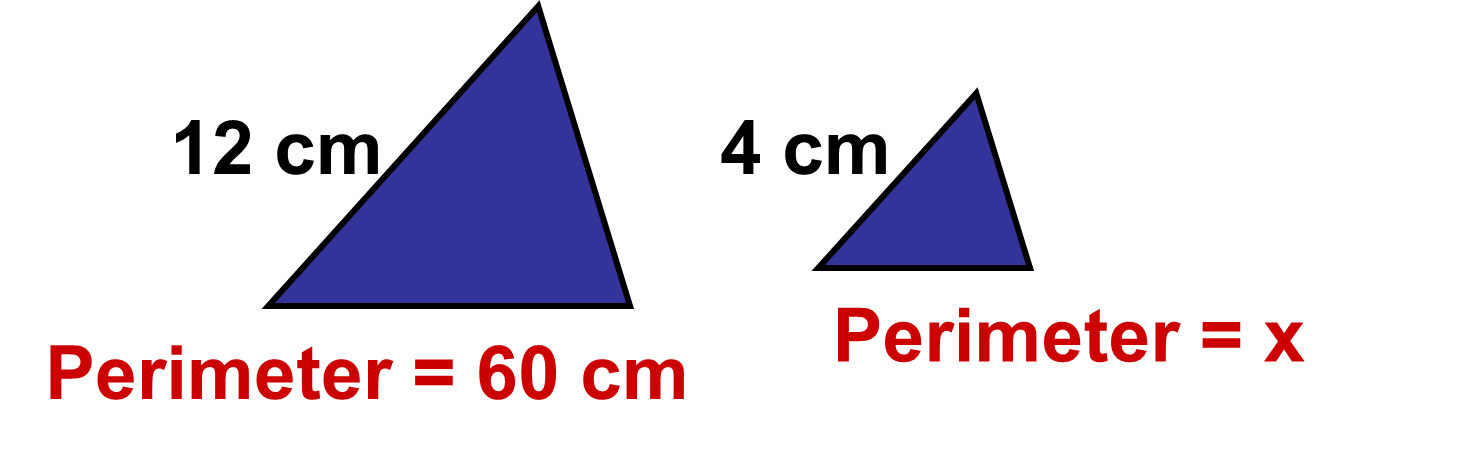 12 cm
4 cm
Perimeter = 60 cm
Perimeter = x